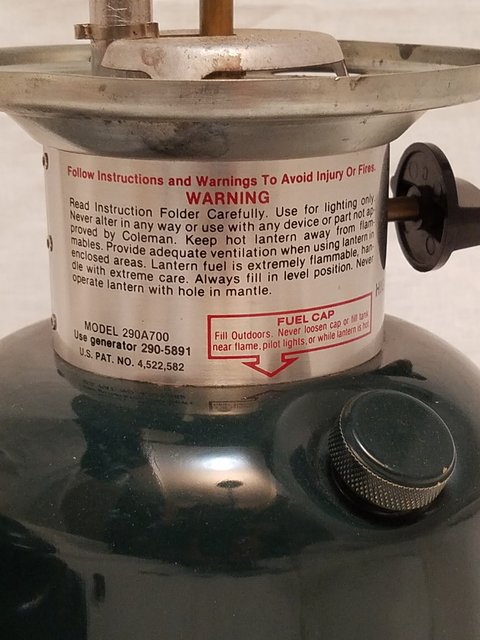 Follow Instructions and Warnings To Avoid Injury Or Fires.
WARNING
Read Instruction Folder Carefully. Use for lighting only.
Never alter in any way or use with any device or part not ap-
proved by Coleman. Keep hot lantern away from flam-
mables. Provide adequate ventilation when using lantern in
enclosed areas. Lantern fuel is extremely flammable, han-
dle with extreme care. Always fill in level position. Never
operate lantern with hole in mantle.
MODEL 290A700
Use generator 290-5891
U.S. PAT. NO. 4,522,582
FUEL CAP
Fill Outdoors. Never loosen cap or fill tank
near flame, pilot lights, or while lantern is hot